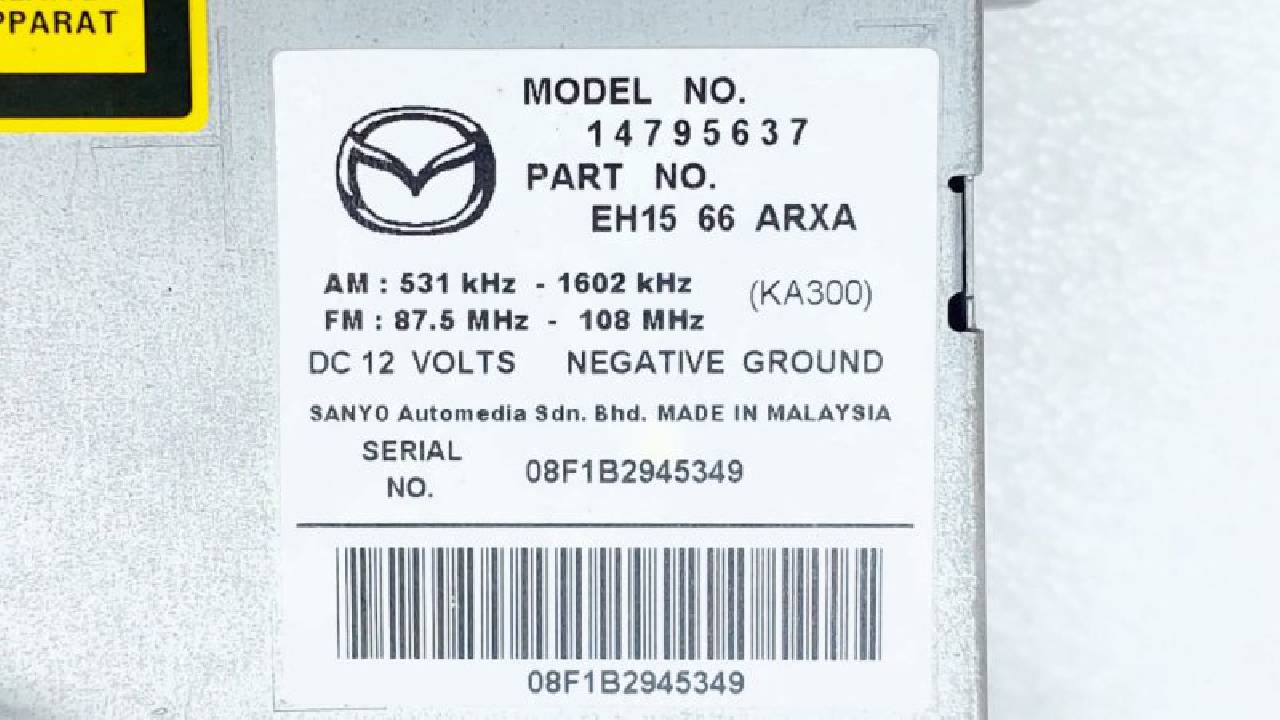 PPARAT
MODEL NO.
14795637
PART NO.
EH15 66 ARXA
AM : 531 kHz - 1602 kHz (KA300)
FM : 87.5 MHz - 108 MHz
DC 12 VOLTS NEGATIVE GROUND
SANYO Automedia Sdn. Bhd. MADE IN MALAYSIA
SERIAL
NO. 08F1B2945349
08F1B2945349